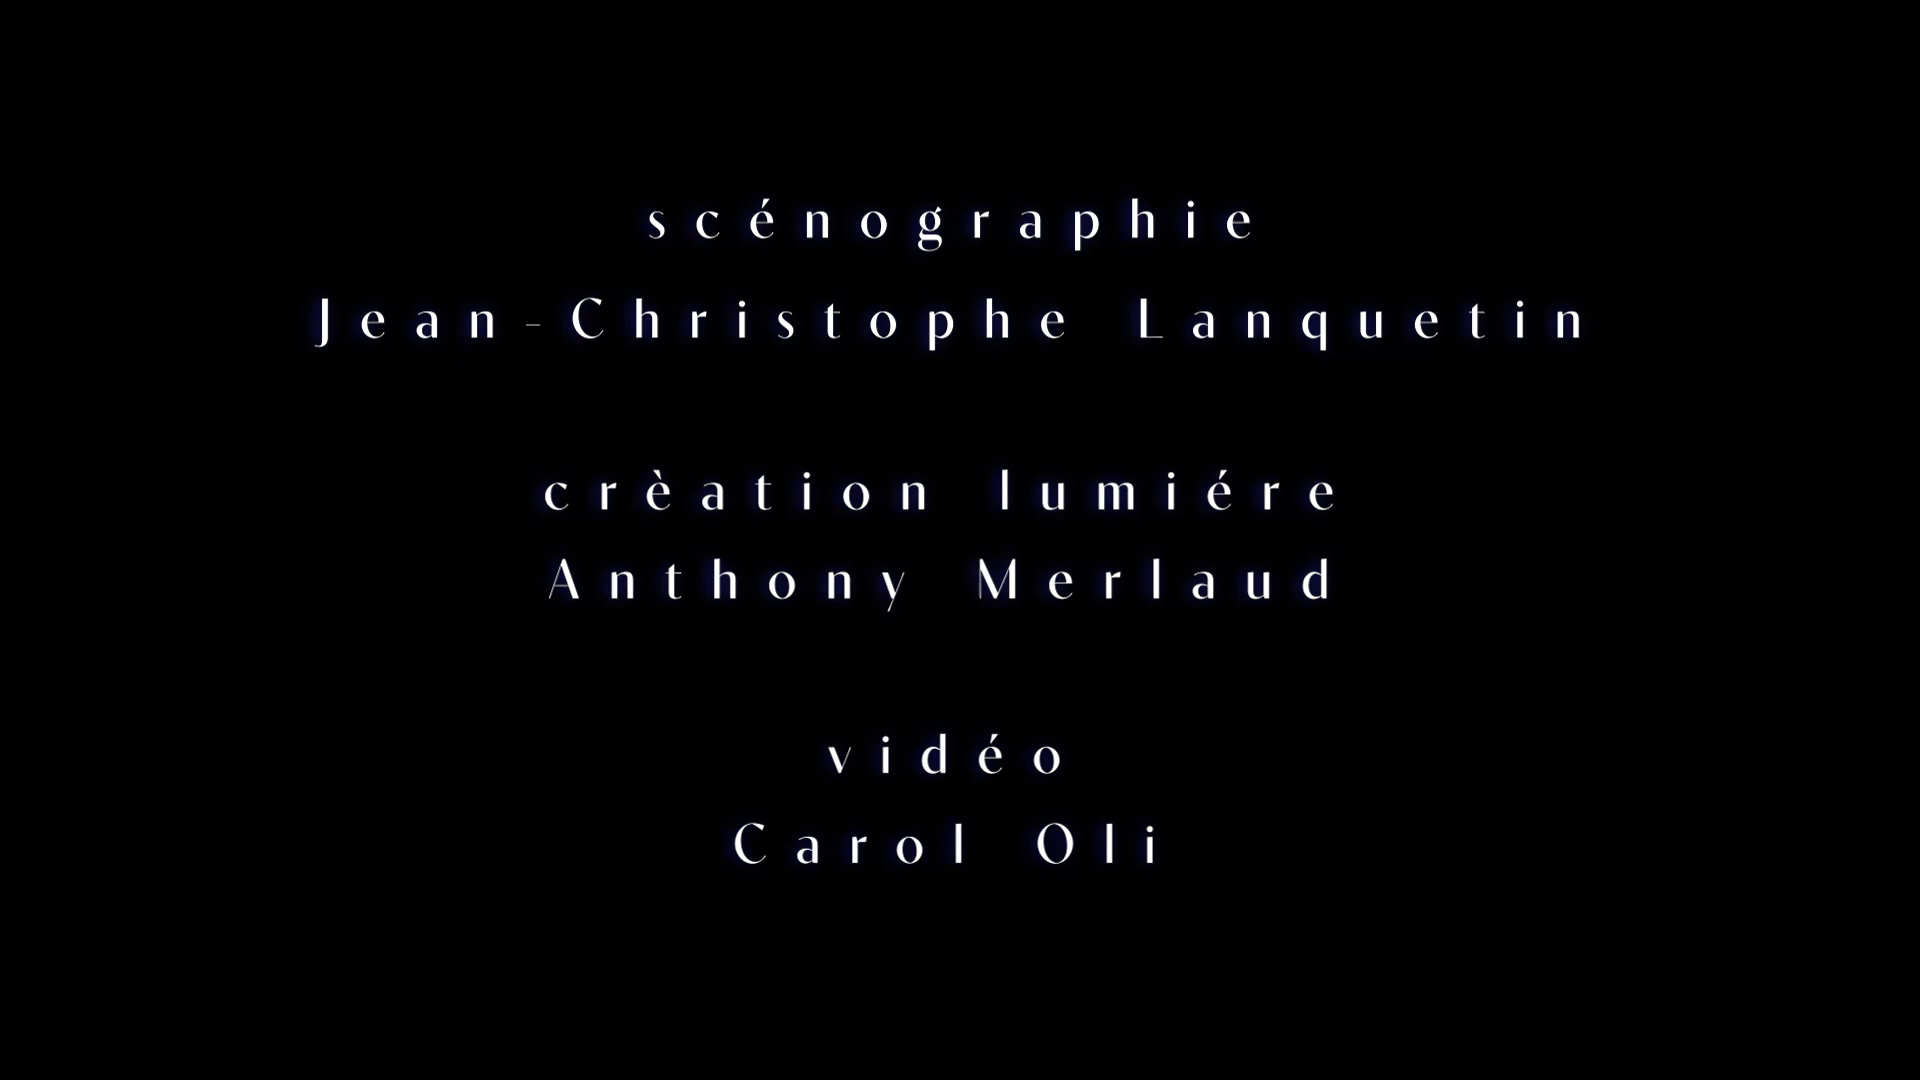 scénographie
Jean-Christophe Lanquetin
crèation lumiére
Anthony Merlaud
vidéo
Carol Oli